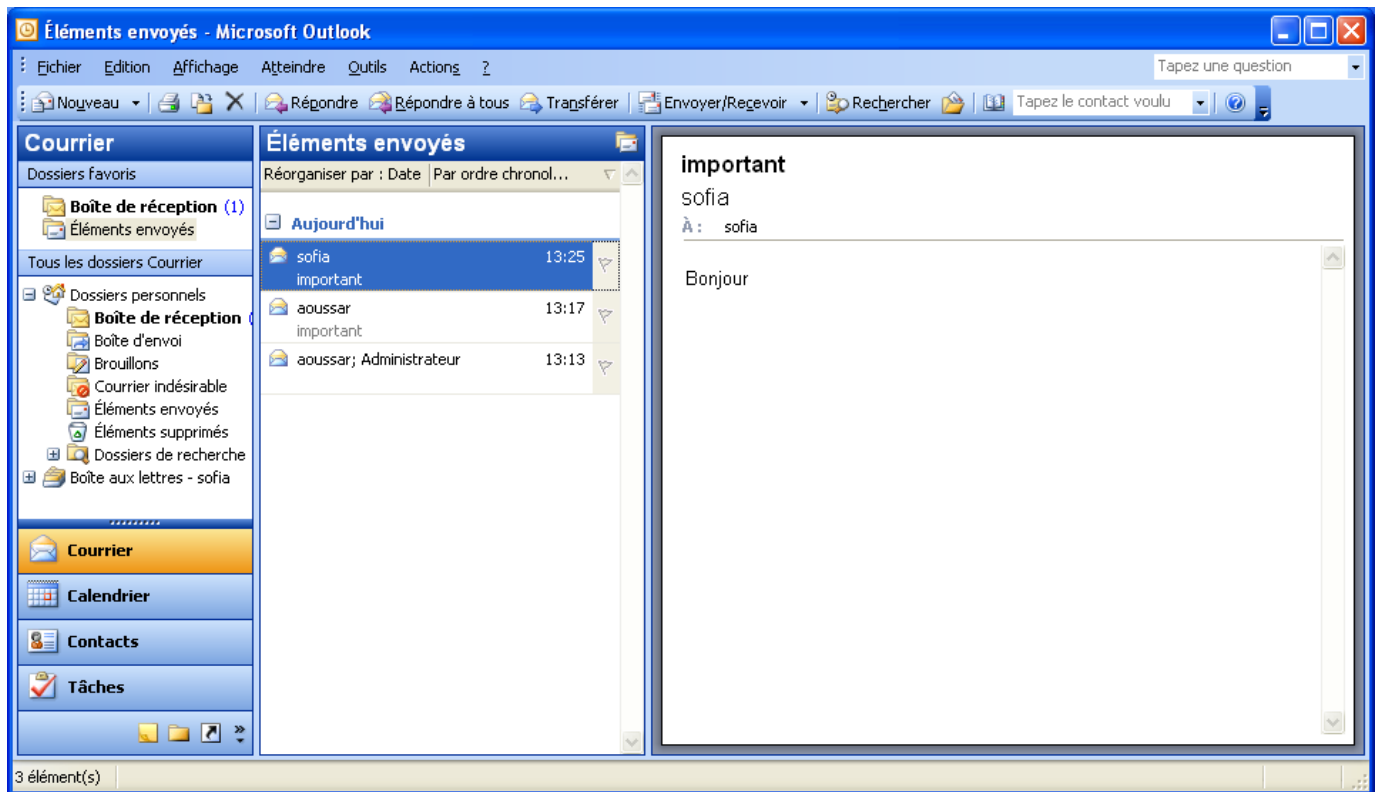 Éléments envoyés - Microsoft Outlook
Fichier Edition Affichage Atteindre Outils Actions ? Tapez une question
Nouveau Répondre Répondre à tous Transférer Envoyer/Recevoir Rechercher Tapez le contact voulu
Courrier
Dossiers favoris
Boîte de réception (1)
Éléments envoyés
Tous les dossiers Courrier
Dossiers personnels
Boîte de réception (
Boîte d'envoi
Brouillons
Courrier indésirable
Éléments envoyés
Éléments supprimés
Dossiers de recherche
Boîte aux lettres - sofia
Courrier
Calendrier
Contacts
Tâches
Éléments envoyés
Réorganiser par : Date Par ordre chronol...
Aujourd'hui
sofia 13:25
important
aoussar 13:17
important
aoussar; Administrateur 13:13
important
sofia
À : sofia
Bonjour
3 élément(s)